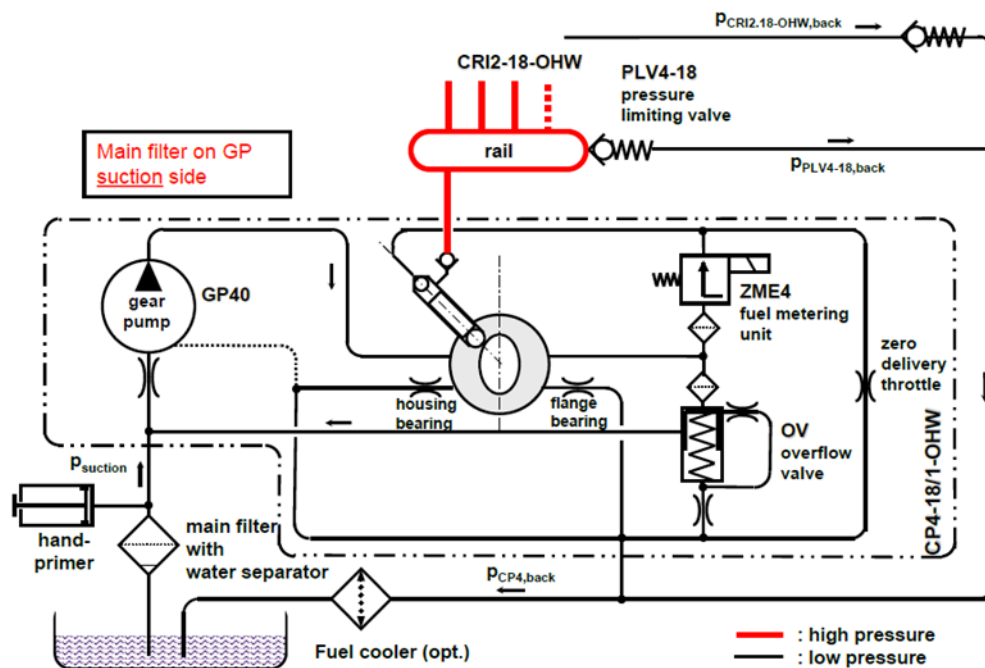 pCRI2.18-OHW,back
CRI2-18-OHW
PLV4-18
pressure
limiting valve
Main filter on GP
suction side
rail
pPLV4-18,back
GP40
gear
pump
ZME4
fuel metering
unit
zero
delivery
throttle
housing
bearing
flange
bearing
OV
overflow
valve
CP4-18/1-OHW
psuction
hand-
primer
main filter
with
water separator
pCP4,back
Fuel cooler (opt.)
: high pressure
: low pressure